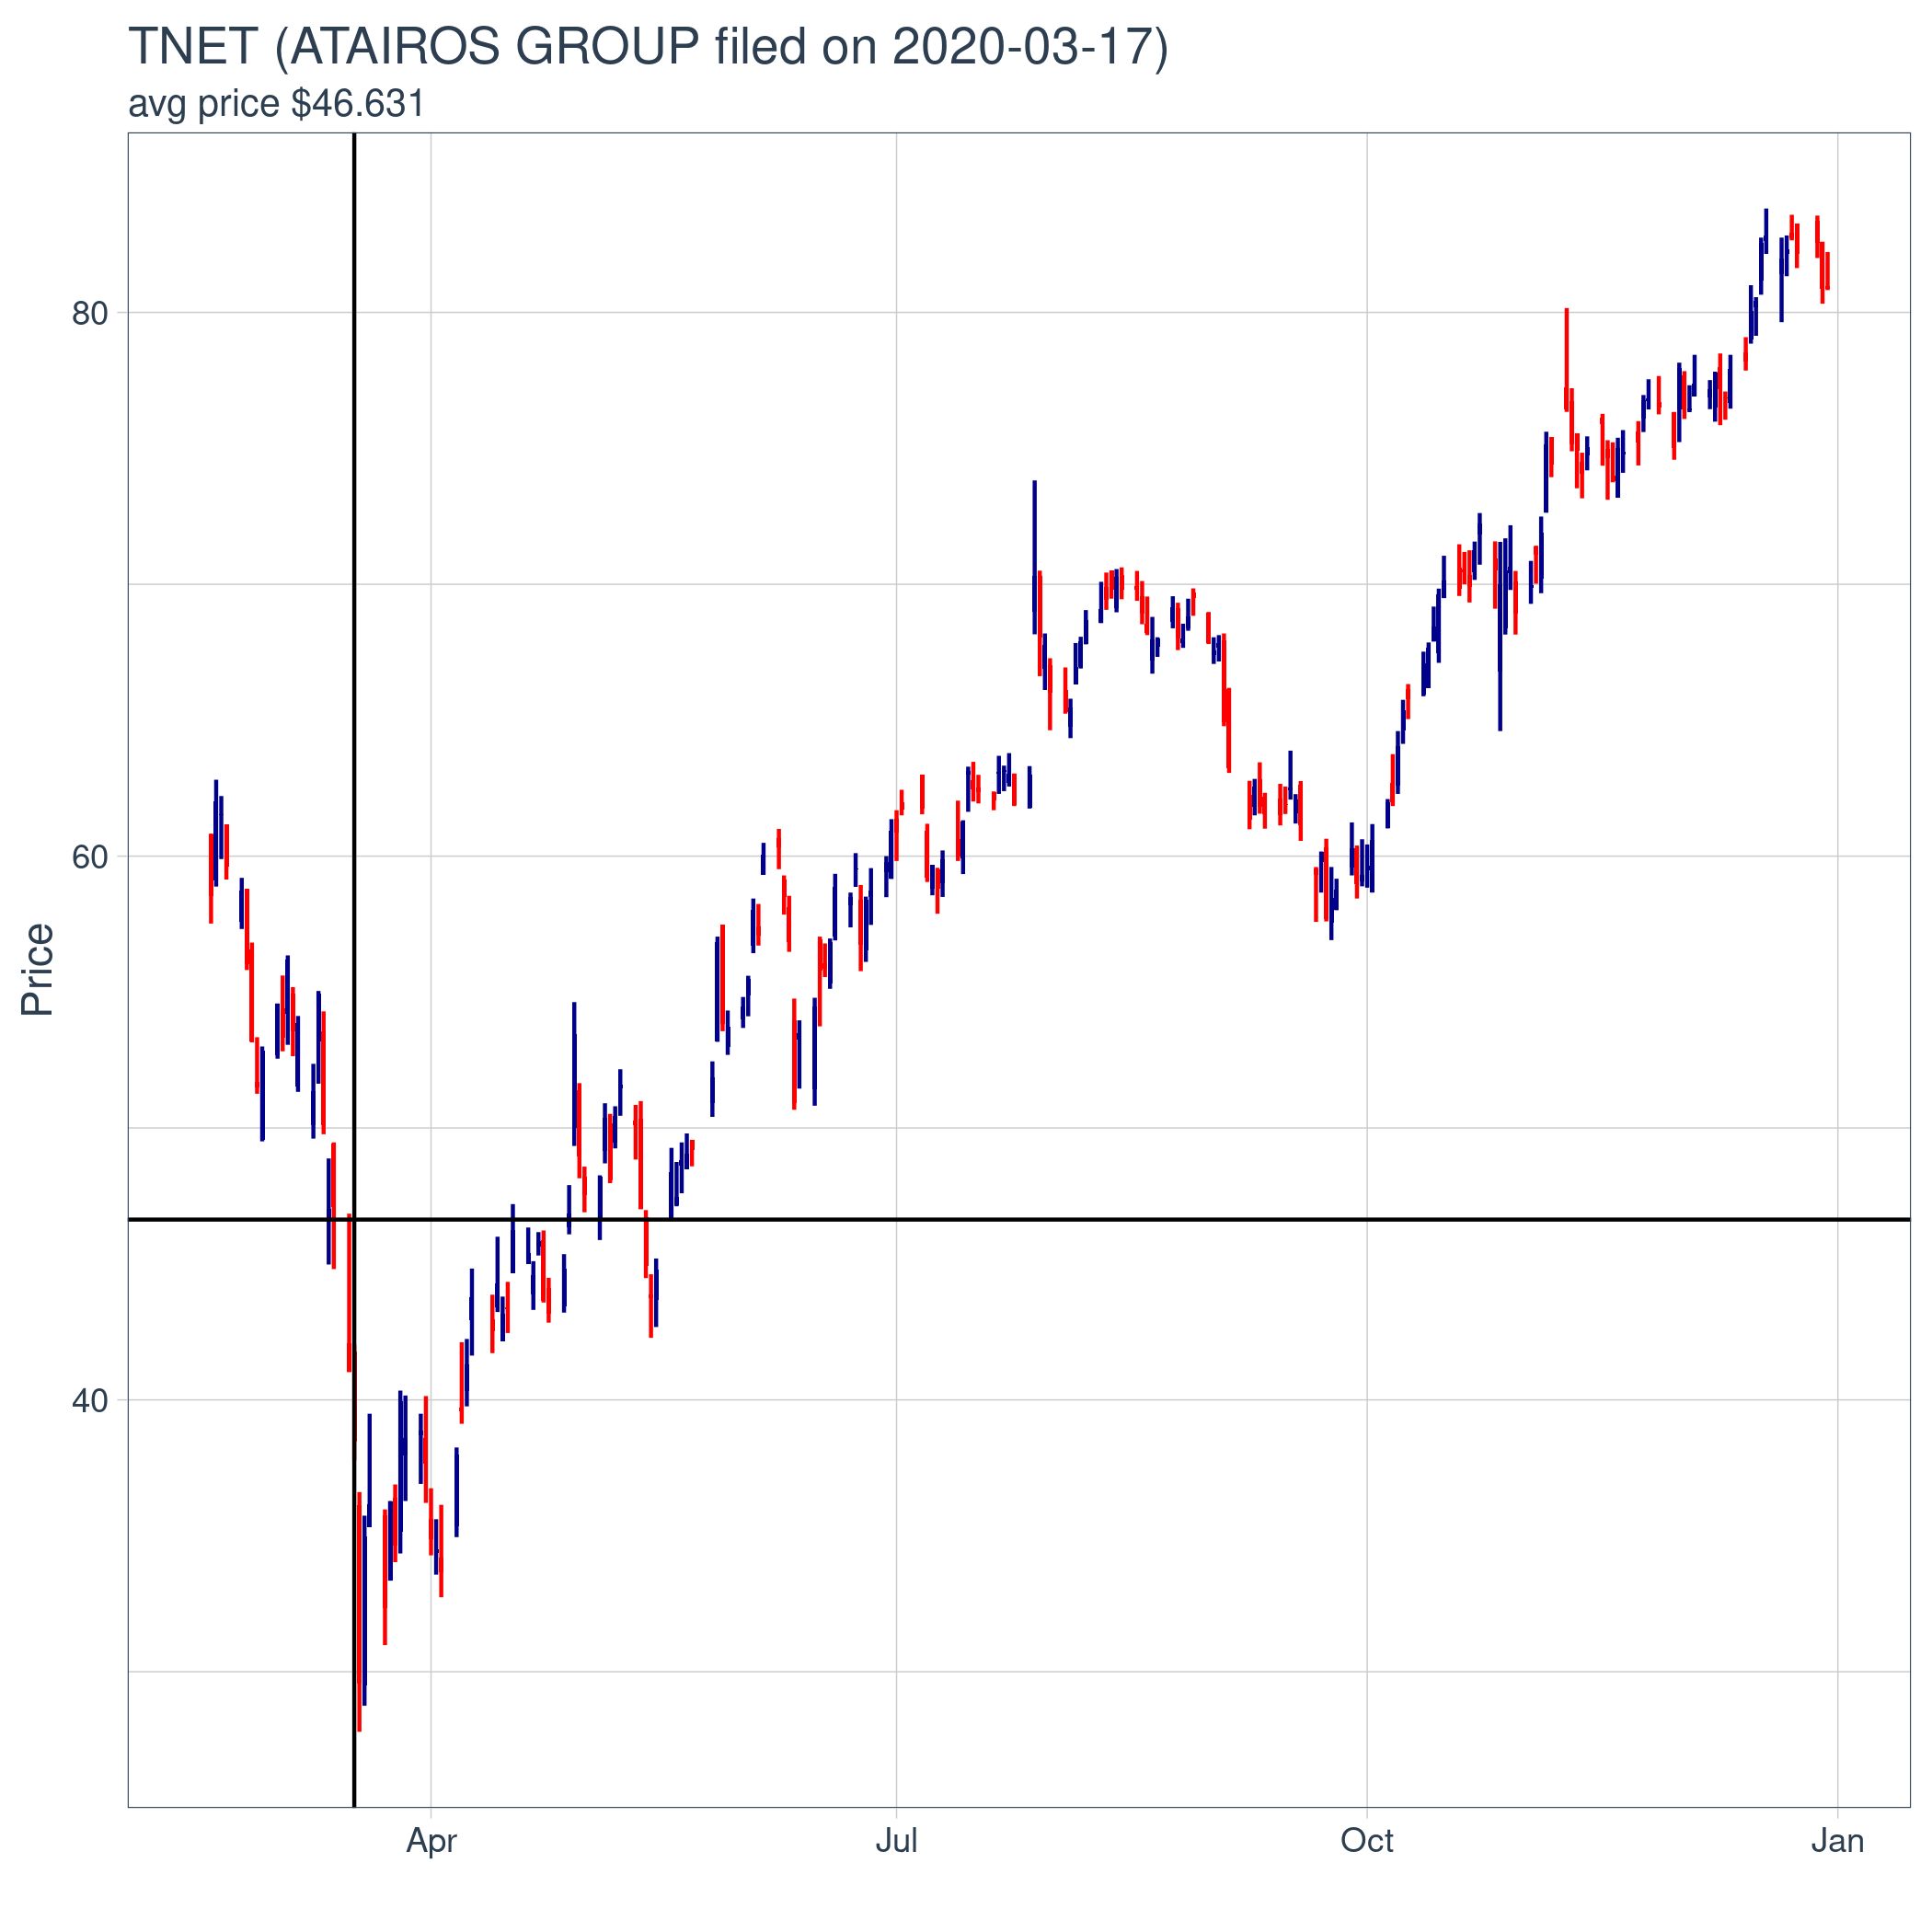 TNET (ATAIROS GROUP filed on 2020-03-17)
avg price $46.631
80
60
40
Price
Apr
Jul
Oct
Jan